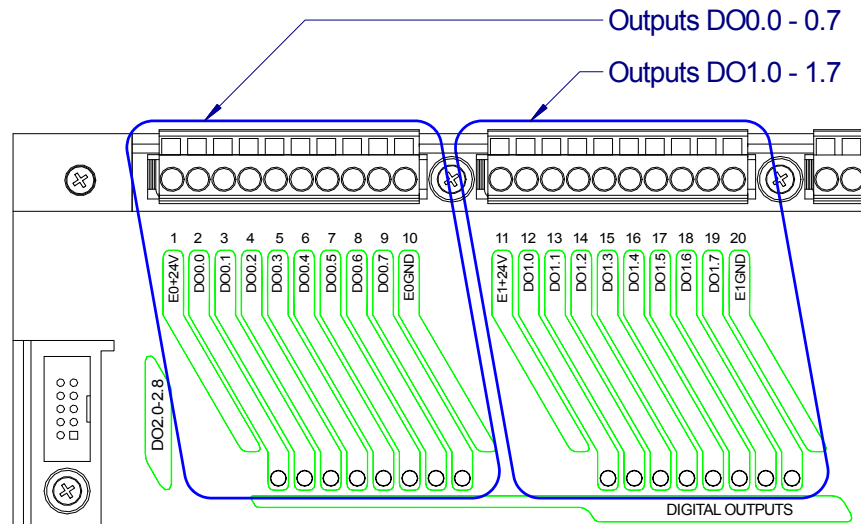 Outputs DO0.0 - 0.7
Outputs DO1.0 - 1.7
1 2 3 4 5 6 7 8 9 10
11 12 13 14 15 16 17 18 19 20
E0+24V
DO0.0
DO0.1
DO0.2
DO0.3
DO0.4
DO0.5
DO0.6
DO0.7
E0GND
E1+24V
DO1.0
DO1.1
DO1.2
DO1.3
DO1.4
DO1.5
DO1.6
DO1.7
E1GND
DO2.0-2.8
DIGITAL OUTPUTS